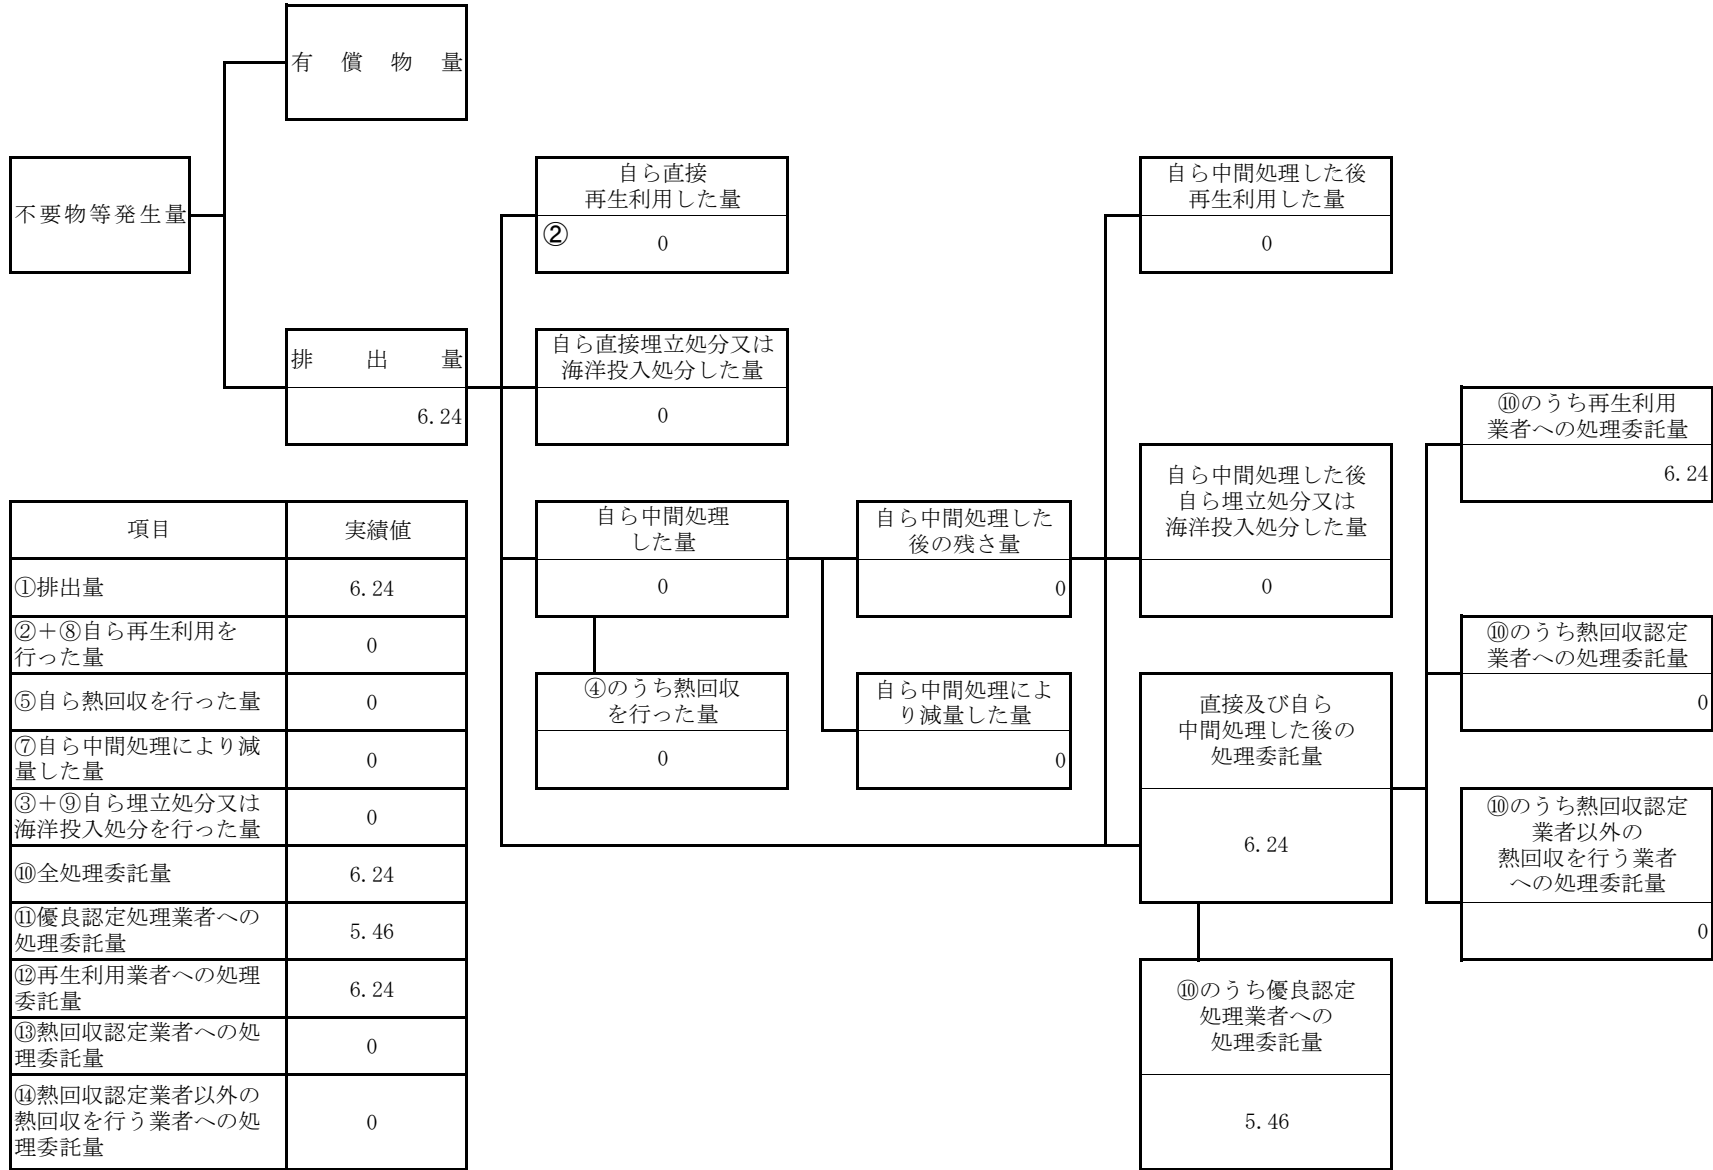 有償物量
不要物等発生量
排出量
6.24
自ら直接
再生利用した量
②
0
自ら直接埋立処分又は
海洋投入処分した量
0
自ら中間処理
した量
0
④のうち熱回収
を行った量
0
自ら中間処理した
後の残さ量
0
自ら中間処理によ
り減量した量
0
自ら中間処理した後
再生利用した量
0
自ら中間処理した後
自ら埋立処分又は
海洋投入処分した量
0
直接及び自ら
中間処理した後の
処理委託量
6.24
⑩のうち優良認定
処理業者への
処理委託量
5.46
⑩のうち再生利用
業者への処理委託量
6.24
⑩のうち熱回収認定
業者への処理委託量
0
⑩のうち熱回収認定
業者以外の
熱回収を行う業者
への処理委託量
0
項目 実績値
①排出量 6.24
②+⑧自ら再生利用を
行った量 0
⑤自ら熱回収を行った量 0
⑦自ら中間処理により減
量した量 0
③+⑨自ら埋立処分又は
海洋投入処分を行った量 0
⑩全処理委託量 6.24
⑪優良認定処理業者への
処理委託量 5.46
⑫再生利用業者への処理
委託量 6.24
⑬熱回収認定業者への処
理委託量 0
⑭熱回収認定業者以外の
熱回収を行う業者への処
理委託量 0